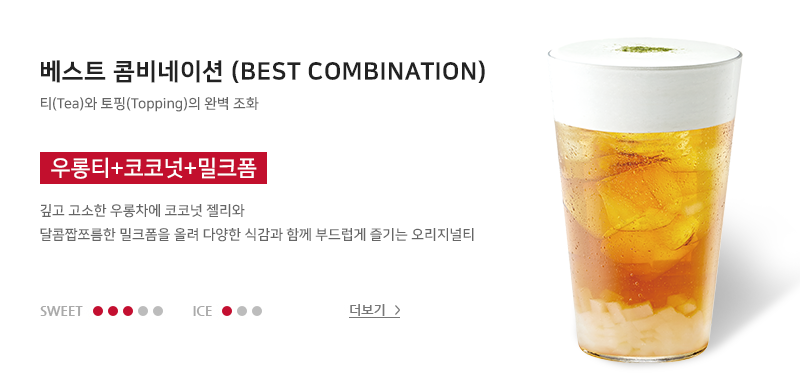 베스트 콤비네이션 (BEST COMBINATION)
티(Tea)와 토핑(Topping)의 완벽 조화
우롱티+코코넛+밀크폼
깊고 고소한 우롱차에 코코넛 젤리와
달콤짭쪼름한 밀크폼을 올려 다양한 식감과 함께 부드럽게 즐기는 오리지널티
SWEET ICE 더보기 >